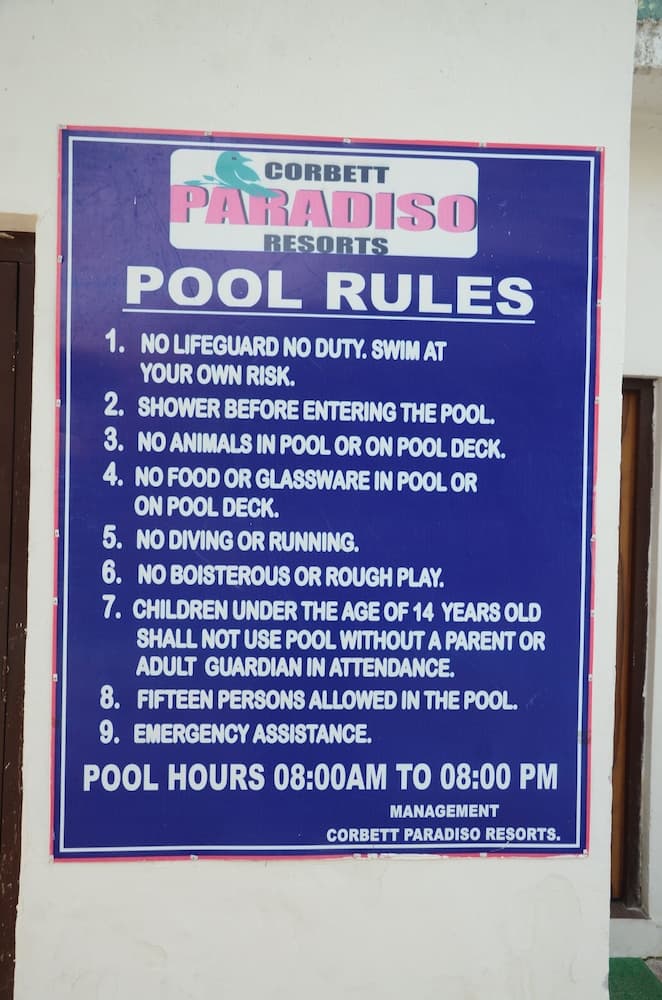 CORBETT
PARADISO
RESORTS
POOL RULES
1. NO LIFEGUARD NO DUTY. SWIM AT
YOUR OWN RISK.
2. SHOWER BEFORE ENTERING THE POOL.
3. NO ANIMALS IN POOL OR ON POOL DECK.
4. NO FOOD OR GLASSWARE IN POOL OR
ON POOL DECK.
5. NO DIVING OR RUNNING.
6. NO BOISTEROUS OR ROUGH PLAY.
7. CHILDREN UNDER THE AGE OF 14 YEARS OLD
SHALL NOT USE POOL WITHOUT A PARENT OR
ADULT GUARDIAN IN ATTENDANCE.
8. FIFTEEN PERSONS ALLOWED IN THE POOL.
9. EMERGENCY ASSISTANCE.
POOL HOURS 08:00AM TO 08:00 PM
MANAGEMENT
CORBETT PARADISO RESORTS.